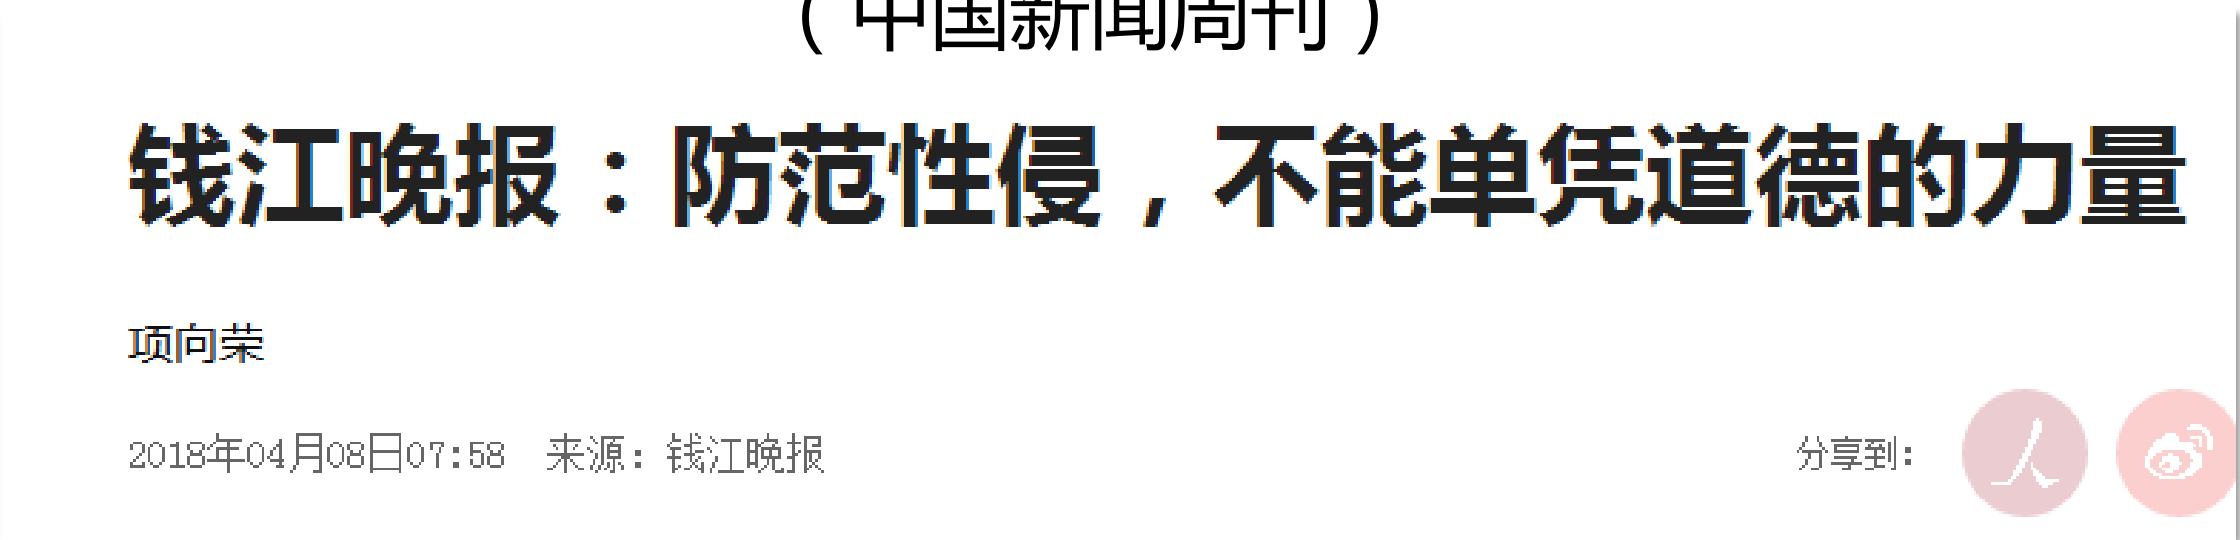 （中国新闻周刊）
钱江晚报：防范性侵，不能单凭道德的力量
项向荣
2018年04月08日07:58 来源：钱江晚报
分享到：